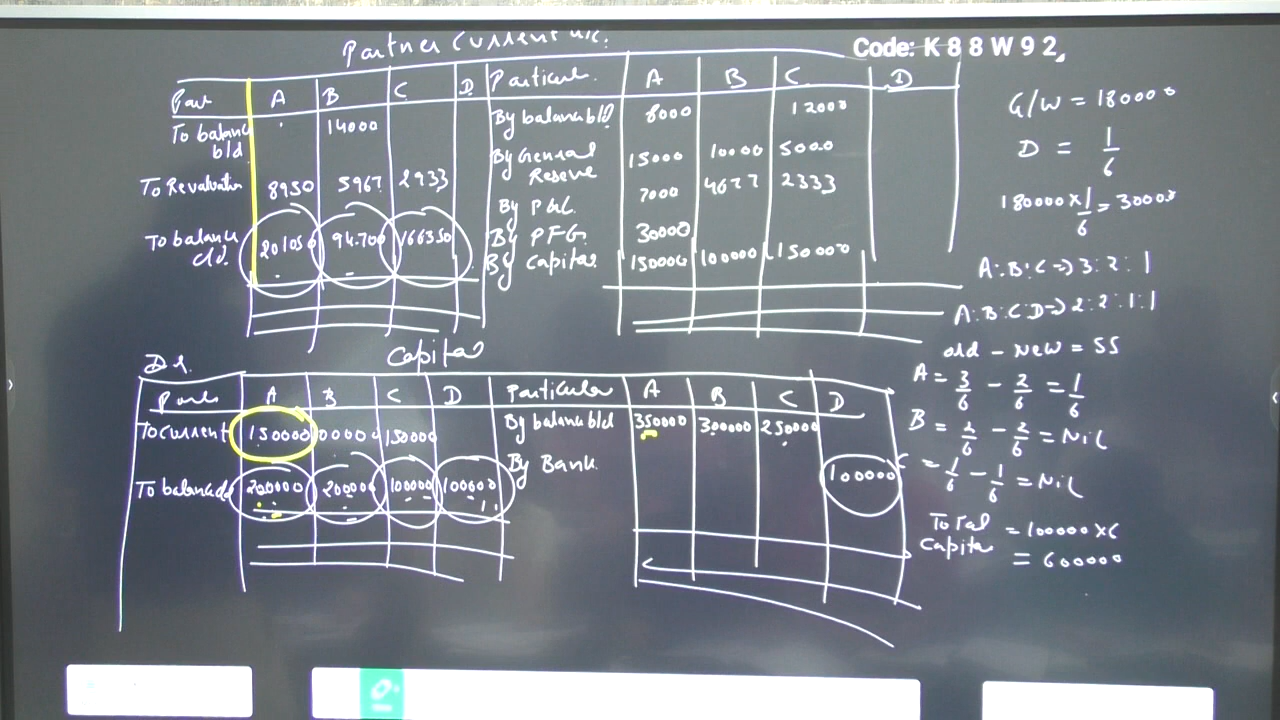 Partner Current a/c.
Code: K 8 8 W 9 2
Part A B C D Particular. A B C D
To balance b/d 14000 By balance b/d 8000 12000
By General Reserve 15000 10000 5000
To Revaluation 8950 5967 2933 By P&L. 7000 4677 2333
By PFG. 30000
To balance c/d. 201050 94700 166350 By Capital 150000 100000 150000
G/W = 180000
D = 1/6
180000 x 1/6 = 30000
A:B:C => 3:2:1
A:B:C:D => 2:2:1:1
old - New = SS
A = 3/6 - 2/6 = 1/6
B = 2/6 - 2/6 = Nil
C = 1/6 - 1/6 = Nil
Total Capital = 100000 x 6
= 600000
Dr. Capital
A B C D Particular A B C D
To Current 150000 00000 150000 By balance b/d 350000 300000 250000
By Bank. 100000
To balance c/d 200000 200000 100000 100000